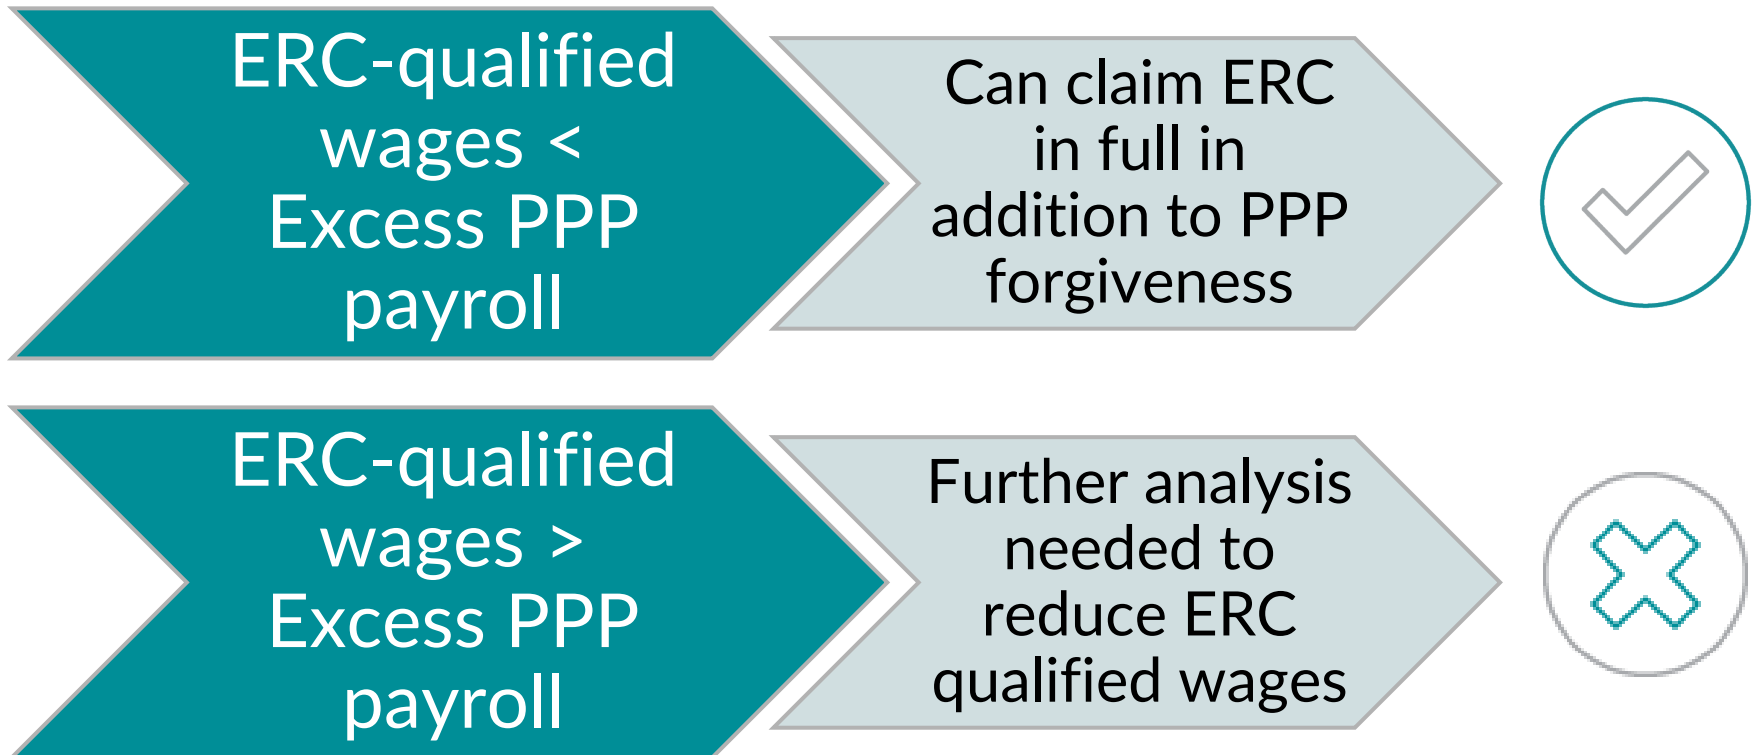 ERC-qualified
wages <
Excess PPP
payroll
Can claim ERC
in full in
addition to PPP
forgiveness
ERC-qualified
wages >
Excess PPP
payroll
Further analysis
needed to
reduce ERC
qualified wages